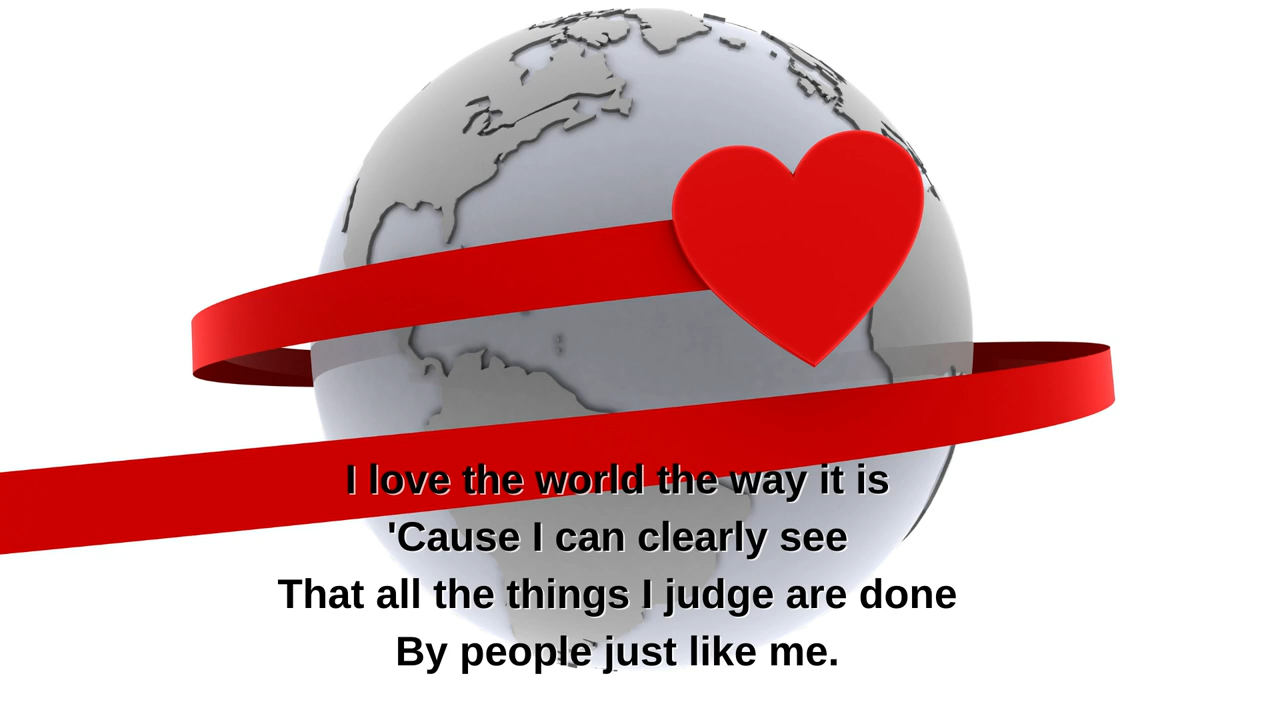 I love the world the way it is
'Cause I can clearly see
That all the things I judge are done
By people just like me.